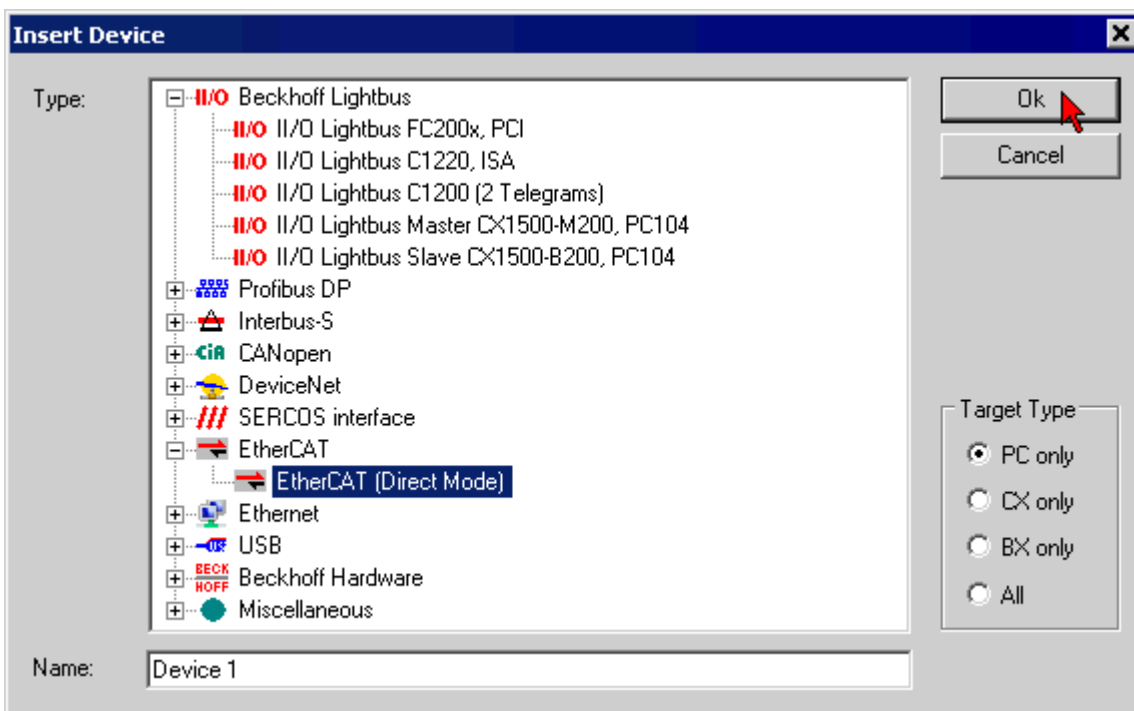 Insert Device
Type:
II/O Beckhoff Lightbus
II/O II/O Lightbus FC200x, PCI
II/O II/O Lightbus C1220, ISA
II/O II/O Lightbus C1200 (2 Telegrams)
II/O II/O Lightbus Master CX1500-M200, PC104
II/O II/O Lightbus Slave CX1500-B200, PC104
Profibus DP
Interbus-S
CiA CANopen
DeviceNet
SERCOS interface
EtherCAT
EtherCAT (Direct Mode)
Ethernet
USB
BECK
HOFF
Beckhoff Hardware
Miscellaneous
Name:
Device 1
Ok
Cancel
Target Type
PC only
CX only
BX only
All